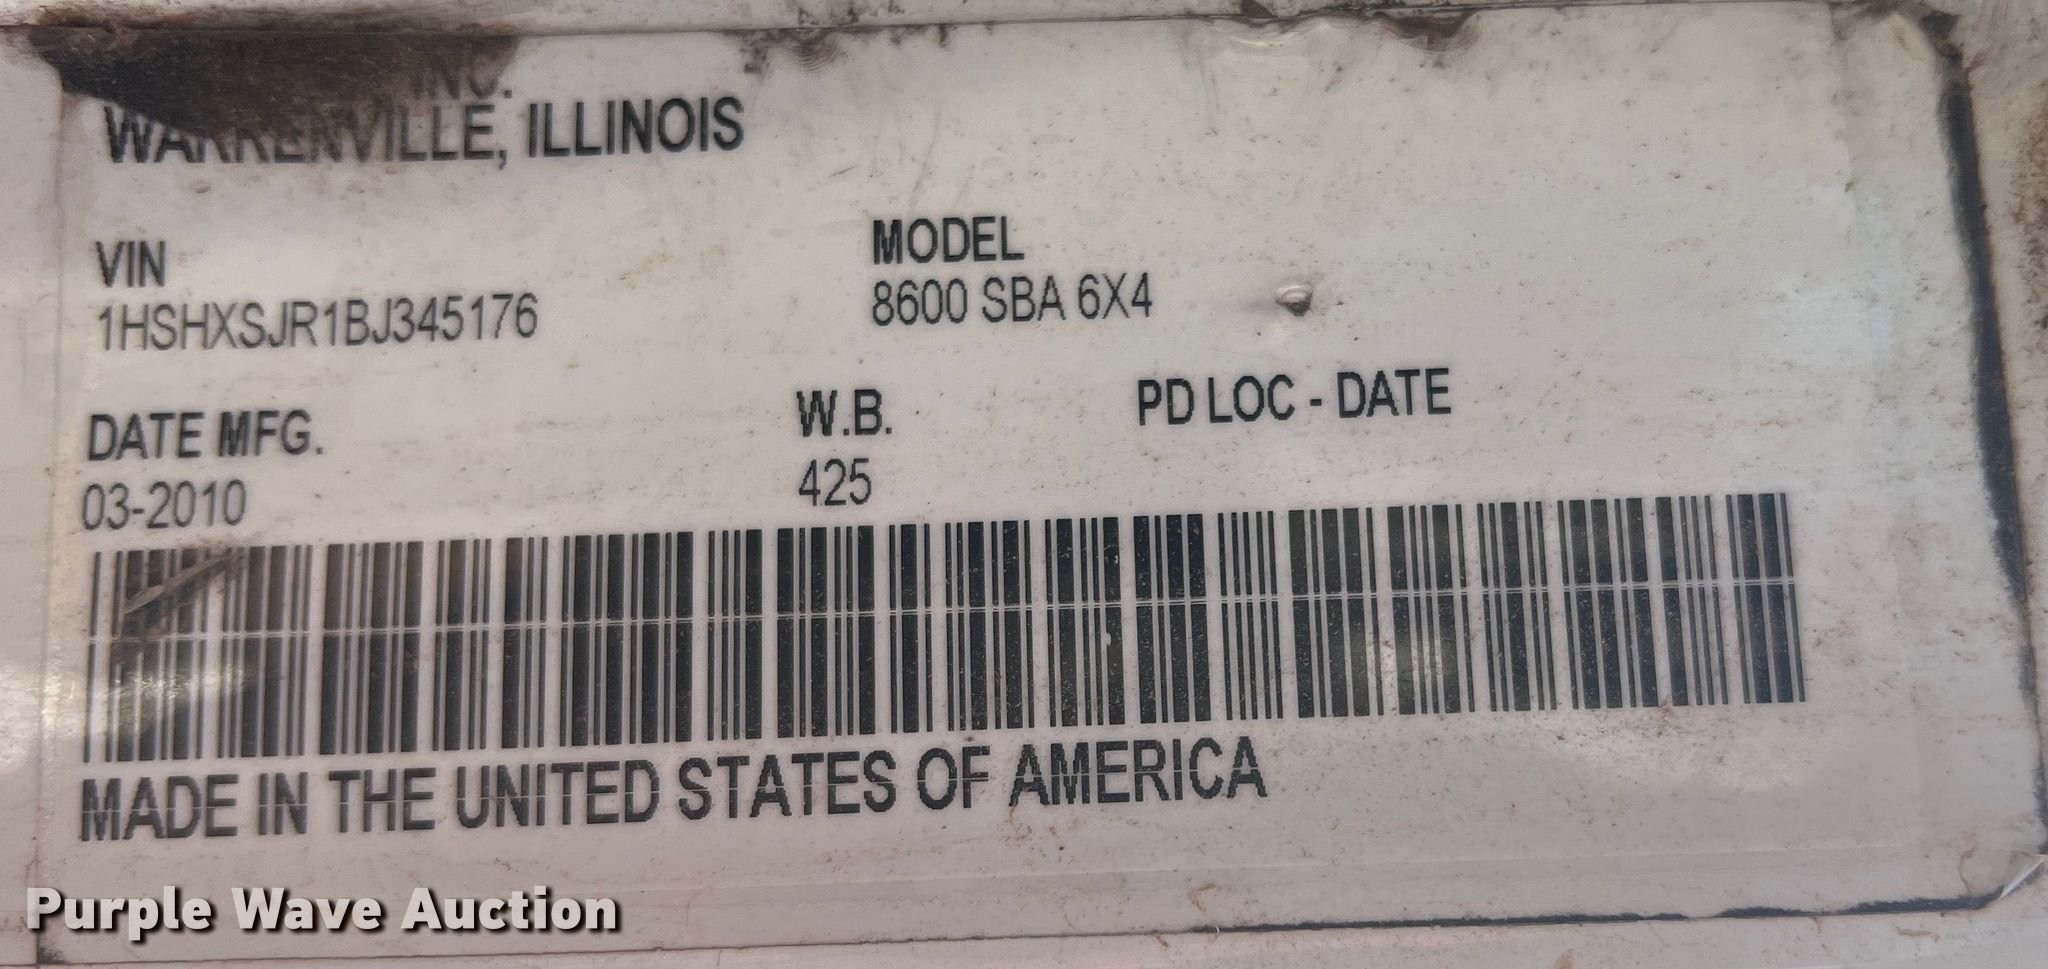 INC.
WARRENVILLE, ILLINOIS
VIN
1HSHXSJR1BJ345176
MODEL
8600 SBA 6X4
DATE MFG.
03-2010
W.B.
425
PD LOC - DATE
MADE IN THE UNITED STATES OF AMERICA
Purple Wave Auction